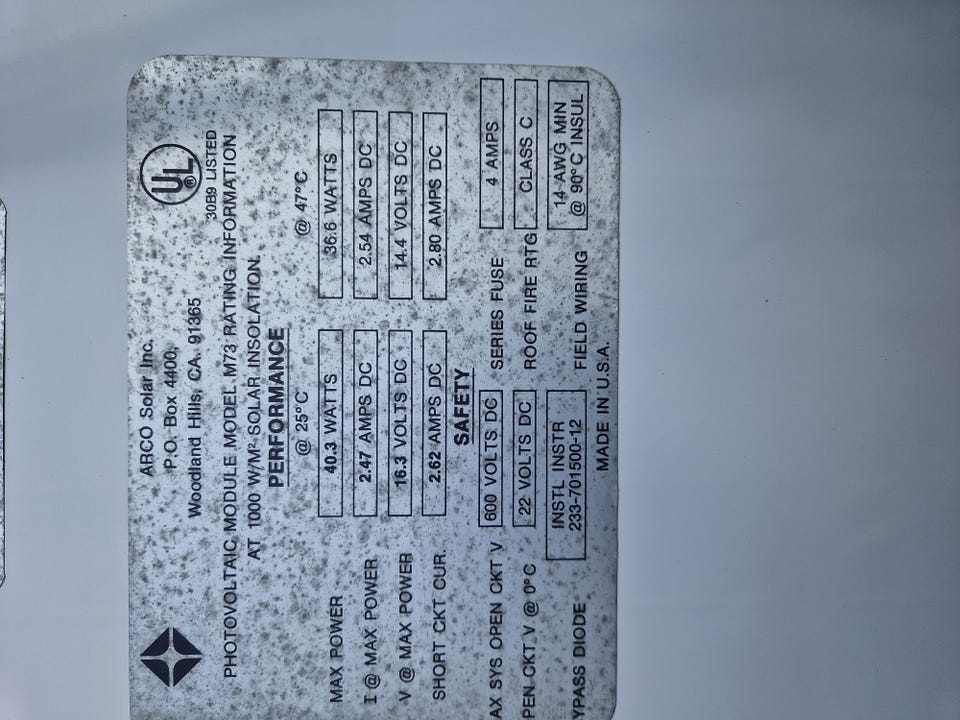 ARCO Solar Inc.
P.O. Box 4400,
Woodland Hills, CA. 91365
UL ®
30B9 LISTED
PHOTOVOLTAIC MODULE MODEL M73 RATING INFORMATION
AT 1000 W/M² SOLAR INSOLATION.
PERFORMANCE
@ 25°C @ 47°C
MAX POWER 40.3 WATTS 36.6 WATTS
I @ MAX POWER 2.47 AMPS DC 2.54 AMPS DC
V @ MAX POWER 16.3 VOLTS DC 14.4 VOLTS DC
SHORT CKT CUR. 2.62 AMPS DC 2.80 AMPS DC
SAFETY
AX SYS OPEN CKT V 600 VOLTS DC SERIES FUSE 4 AMPS
PEN CKT V @ 0°C 22 VOLTS DC ROOF FIRE RTG CLASS C
YPASS DIODE INSTL INSTR 233-701500-12 FIELD WIRING 14 AWG MIN @ 90°C INSUL
MADE IN U.S.A.